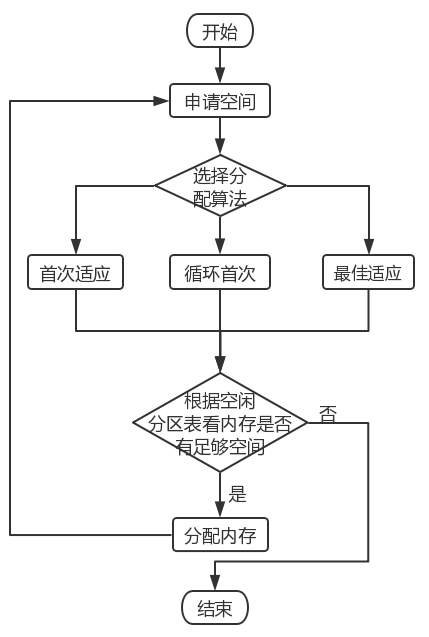 开始
申请空间
选择分
配算法
首次适应
循环首次
最佳适应
根据空闲
分区表看内存是否
有足够空间
否
是
分配内存
结束